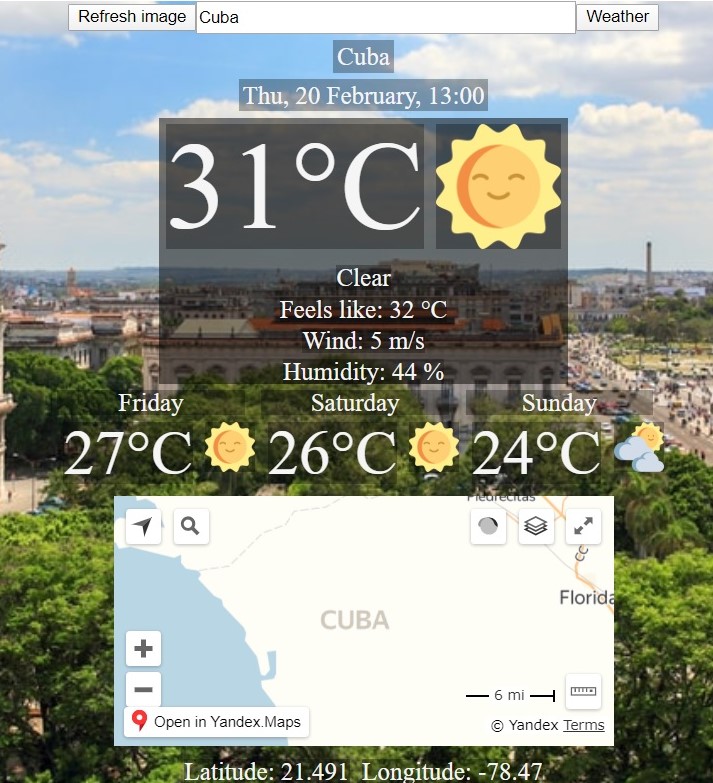 Refresh image Cuba Weather
Cuba
Thu, 20 February, 13:00
31°C
Clear
Feels like: 32 °C
Wind: 5 m/s
Humidity: 44 %
Friday Saturday Sunday
27°C 26°C 24°C
Piedrecitas
CC
Florida
CUBA
6 mi
Open in Yandex.Maps
© Yandex Terms
Latitude: 21.491 Longitude: -78.47